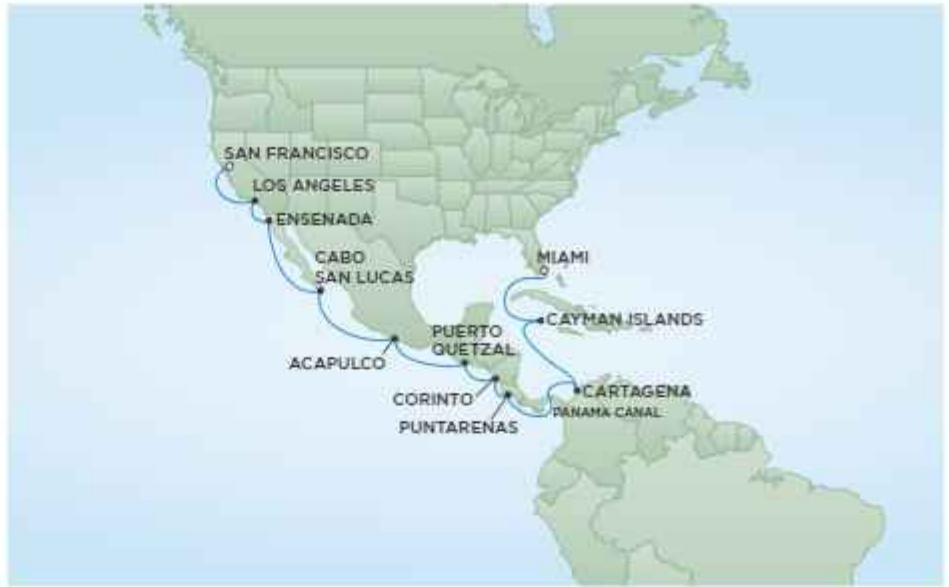 SAN FRANCISCO
LOS ANGELES
ENSENADA
CABO
SAN LUCAS
MIAMI
CAYMAN ISLANDS
PUERTO
QUETZAL
ACAPULCO
CORINTO
CARTAGENA
PANAMA CANAL
PUNTARENAS